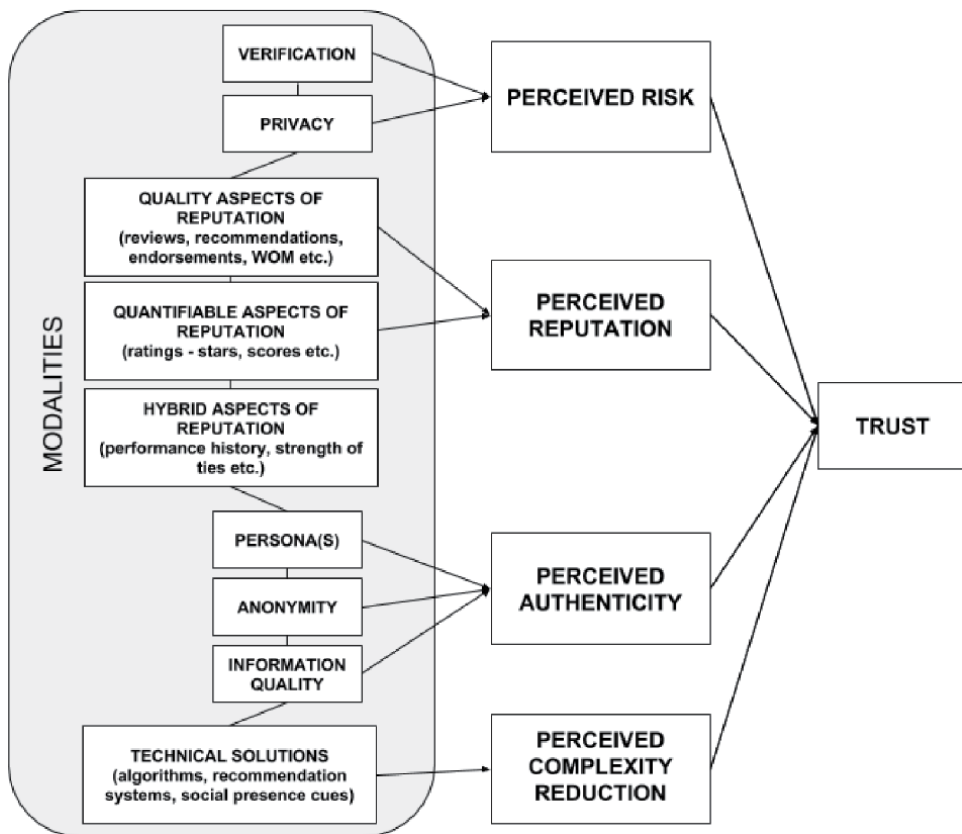 MODALITIES
VERIFICATION
PRIVACY
QUALITY ASPECTS OF
REPUTATION
(reviews, recommendations,
endorsements, WOM etc.)
QUANTIFIABLE ASPECTS OF
REPUTATION
(ratings - stars, scores etc.)
HYBRID ASPECTS OF
REPUTATION
(performance history, strength of
ties etc.)
PERSONA(S)
ANONYMITY
INFORMATION
QUALITY
TECHNICAL SOLUTIONS
(algorithms, recommendation
systems, social presence cues)
PERCEIVED RISK
PERCEIVED
REPUTATION
PERCEIVED
AUTHENTICITY
PERCEIVED
COMPLEXITY
REDUCTION
TRUST